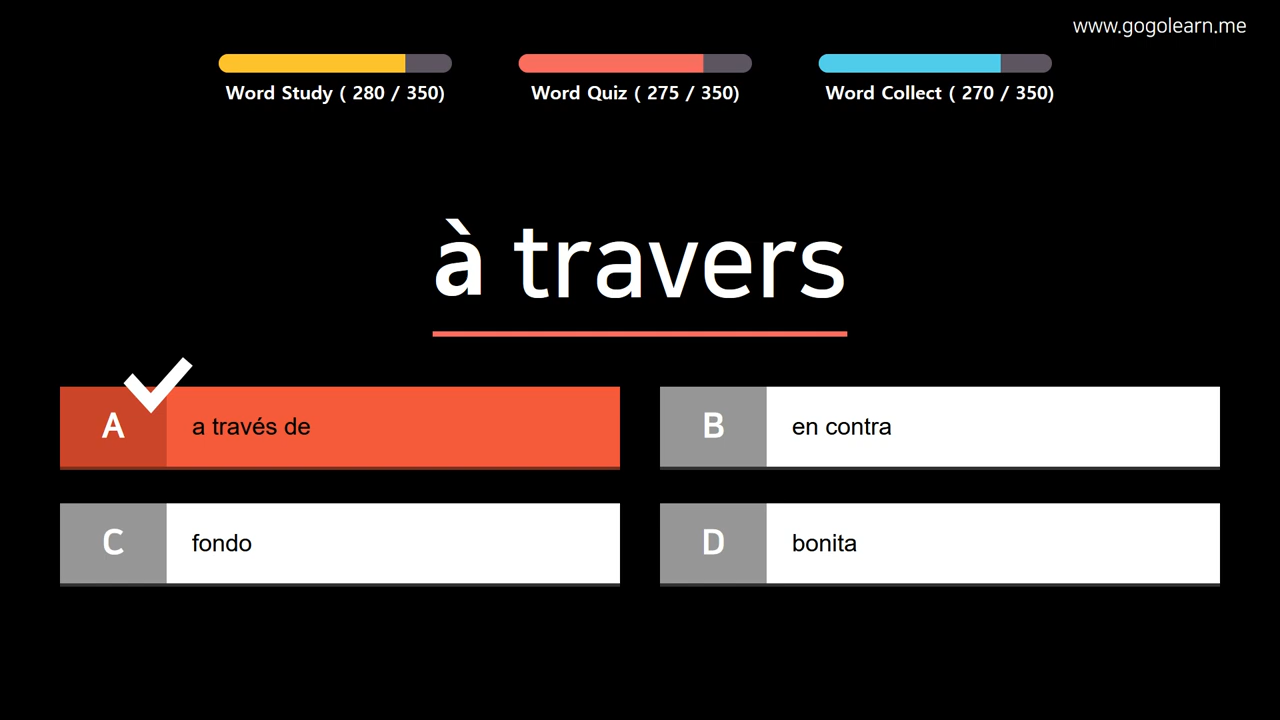 www.gogolearn.me
Word Study ( 280 / 350)
Word Quiz ( 275 / 350)
Word Collect ( 270 / 350)
à travers
A
a través de
B
en contra
C
fondo
D
bonita